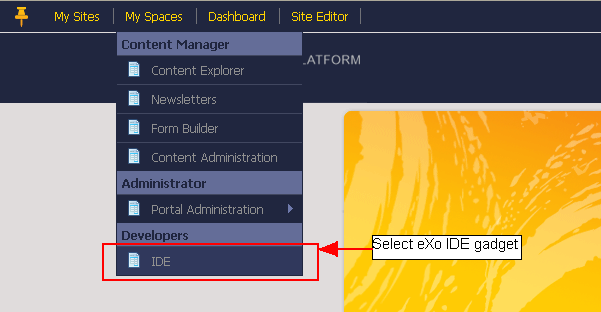 My Sites
My Spaces
Dashboard
Site Editor
Content Manager
LATFORM
Content Explorer
Newsletters
Form Builder
Content Administration
Administrator
Portal Administration
Developers
Select eXo IDE gadget
IDE